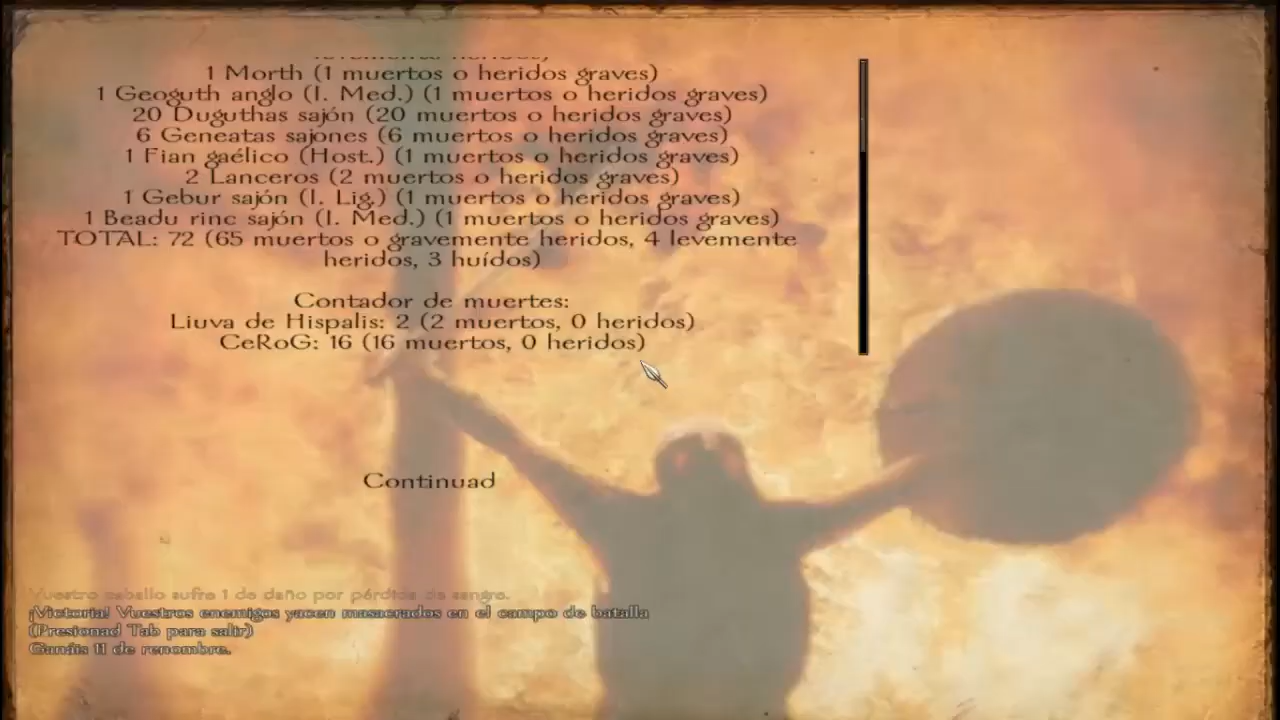 1 Morth (1 muertos o heridos graves)
1 Geoguth anglo (I. Med.) (1 muertos o heridos graves)
20 Duguthas sajón (20 muertos o heridos graves)
6 Geneatas sajones (6 muertos o heridos graves)
1 Fian gaélico (Host.) (1 muertos o heridos graves)
2 Lanceros (2 muertos o heridos graves)
1 Gebur sajón (I. Lig.) (1 muertos o heridos graves)
1 Beadu rinc sajón (I. Med.) (1 muertos o heridos graves)
TOTAL: 72 (65 muertos o gravemente heridos, 4 levemente
heridos, 3 huídos)
Contador de muertes:
Liuva de Hispalis: 2 (2 muertos, 0 heridos)
CeRoG: 16 (16 muertos, 0 heridos)
Continuad
Vuestro caballo sufre 1 de daño por pérdida de sangre.
¡Victoria! Vuestros enemigos yacen masacrados en el campo de batalla
(Presionad Tab para salir)
Ganáis 11 de renombre.